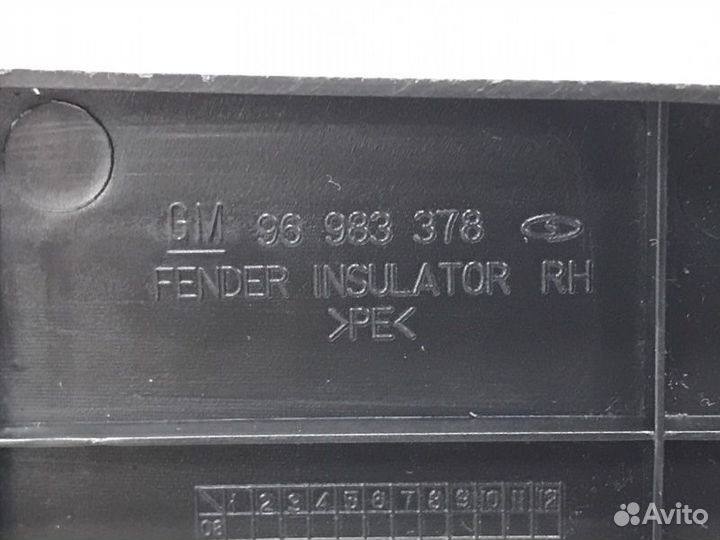 GM 96 983 378
FENDER INSULATOR RH
>PE<
1 2 3 4 5 6 7 8 9 10 11 12
08
Avito